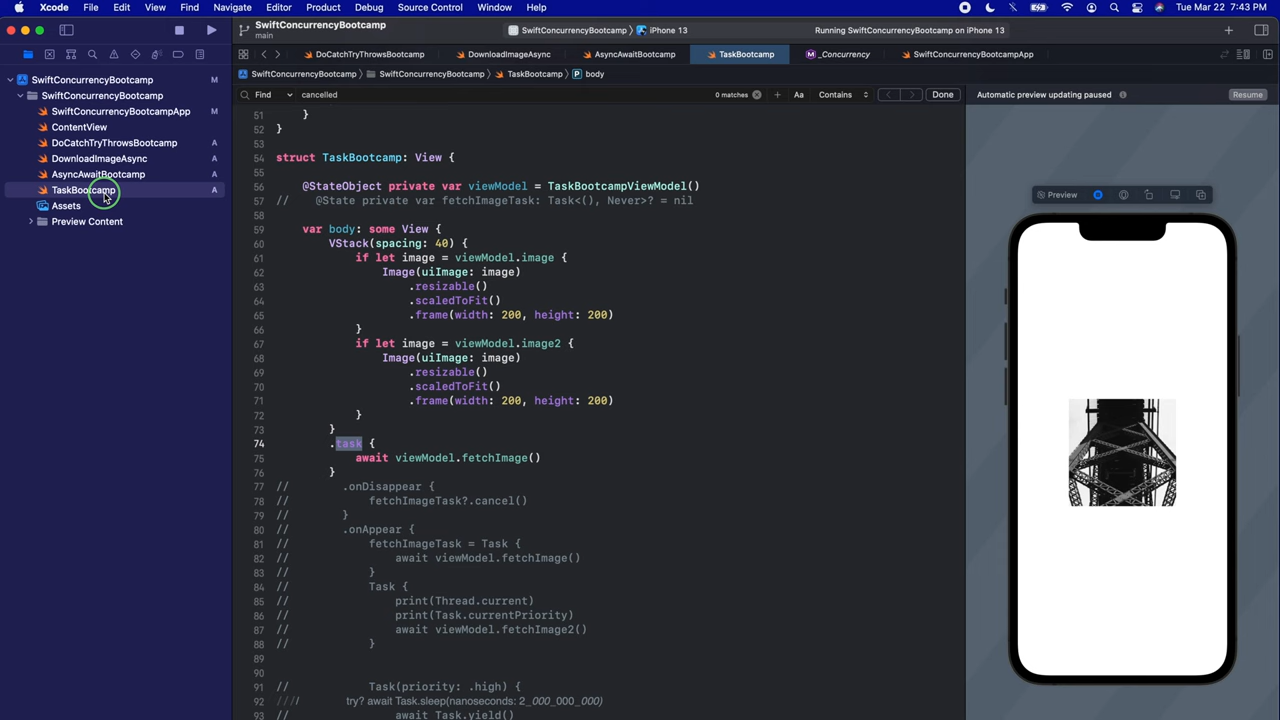 Xcode File Edit View Find Navigate Editor Product Debug Source Control Window Help Tue Mar 22 7:43 PM
SwiftConcurrencyBootcamp
main
SwiftConcurrencyBootcamp iPhone 13
Running SwiftConcurrencyBootcamp on iPhone 13
DoCatchTryThrowsBootcamp DownloadImageAsync AsyncAwaitBootcamp TaskBootcamp _Concurrency SwiftConcurrencyBootcampApp
SwiftConcurrencyBootcamp SwiftConcurrencyBootcamp TaskBootcamp P body
Find cancelled 0 matches Aa Contains Done
Automatic preview updating paused Resume
SwiftConcurrencyBootcamp M
SwiftConcurrencyBootcamp
SwiftConcurrencyBootcampApp M
ContentView
DoCatchTryThrowsBootcamp A
DownloadImageAsync A
AsyncAwaitBootcamp A
TaskBootcamp A
Assets
Preview Content
51 }
52 }
53
54 struct TaskBootcamp: View {
55
56 @StateObject private var viewModel = TaskBootcampViewModel()
57 // @State private var fetchImageTask: Task<(), Never>? = nil
58
59 var body: some View {
60 VStack(spacing: 40) {
61 if let image = viewModel.image {
62 Image(uiImage: image)
63 .resizable()
64 .scaledToFit()
65 .frame(width: 200, height: 200)
66 }
67 if let image = viewModel.image2 {
68 Image(uiImage: image)
69 .resizable()
70 .scaledToFit()
71 .frame(width: 200, height: 200)
72 }
73 }
74 .task {
75 await viewModel.fetchImage()
76 }
77 // .onDisappear {
78 // fetchImageTask?.cancel()
79 // }
80 // .onAppear {
81 // fetchImageTask = Task {
82 // await viewModel.fetchImage()
83 // }
84 // Task {
85 // print(Thread.current)
86 // print(Task.currentPriority)
87 // await viewModel.fetchImage2()
88 // }
89
90
91 // Task(priority: .high) {
92 //// try? await Task.sleep(nanoseconds: 2_000_000_000)
93 // await Task.yield()
Preview